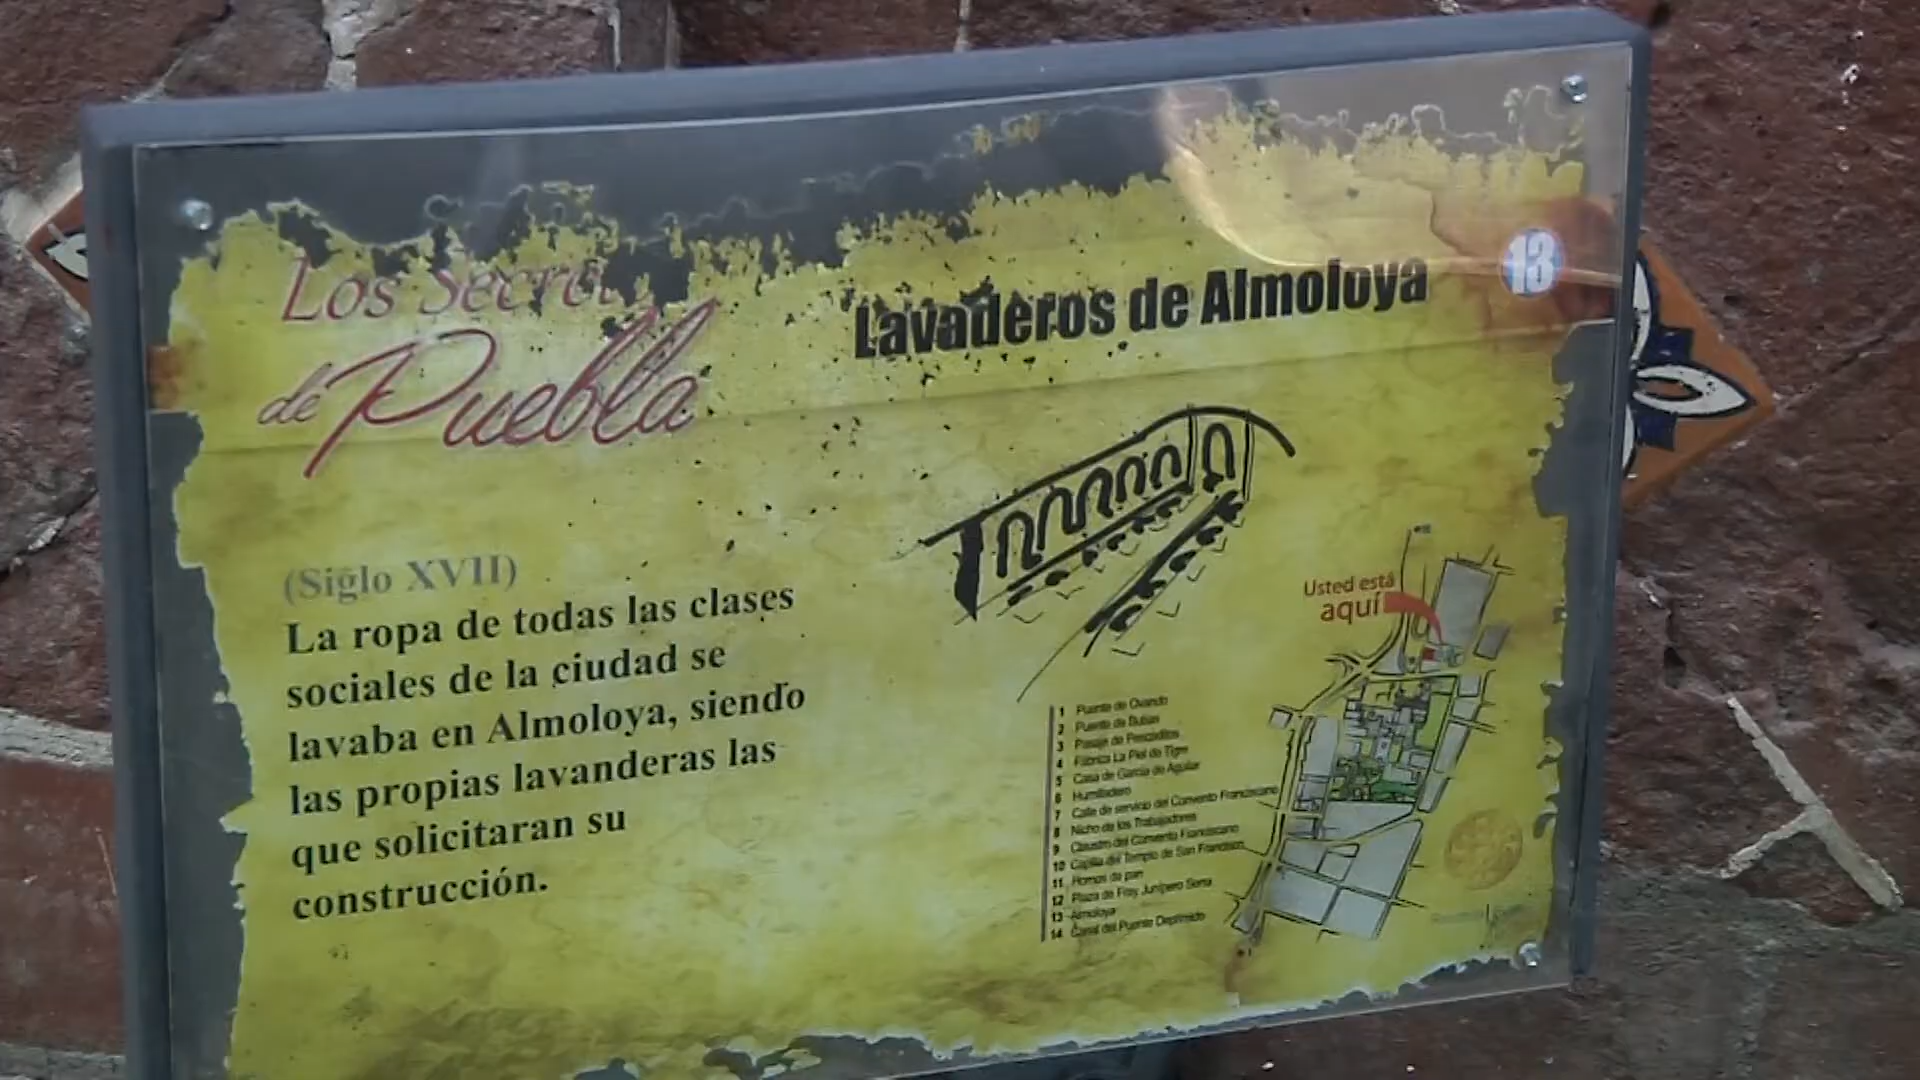 Los Secre
de Puebla
Lavaderos de Almoloya
13
(Siglo XVII)
La ropa de todas las clases
sociales de la ciudad se
lavaba en Almoloya, siendo
las propias lavanderas las
que solicitaran su
construcción.
Usted está
aquí
1 Puente de Ovando
2 Puente de Bubas
3 Pasaje de Pescaditos
4 Fábrica La Piel de Tigre
5 Casa de García de Aguilar
6 Humilladero
7 Calle de servicio del Convento Franciscano
8 Nicho de los Trabajadores
9 Claustro del Convento Franciscano
10 Capilla del Templo de San Francisco
11 Hornos de pan
12 Plaza de Fray Junípero Serra
13 Almoloya
14 Canal del Puente Deprimido